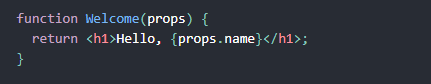 function Welcome(props) {
  return <h1>Hello, {props.name}</h1>;
}